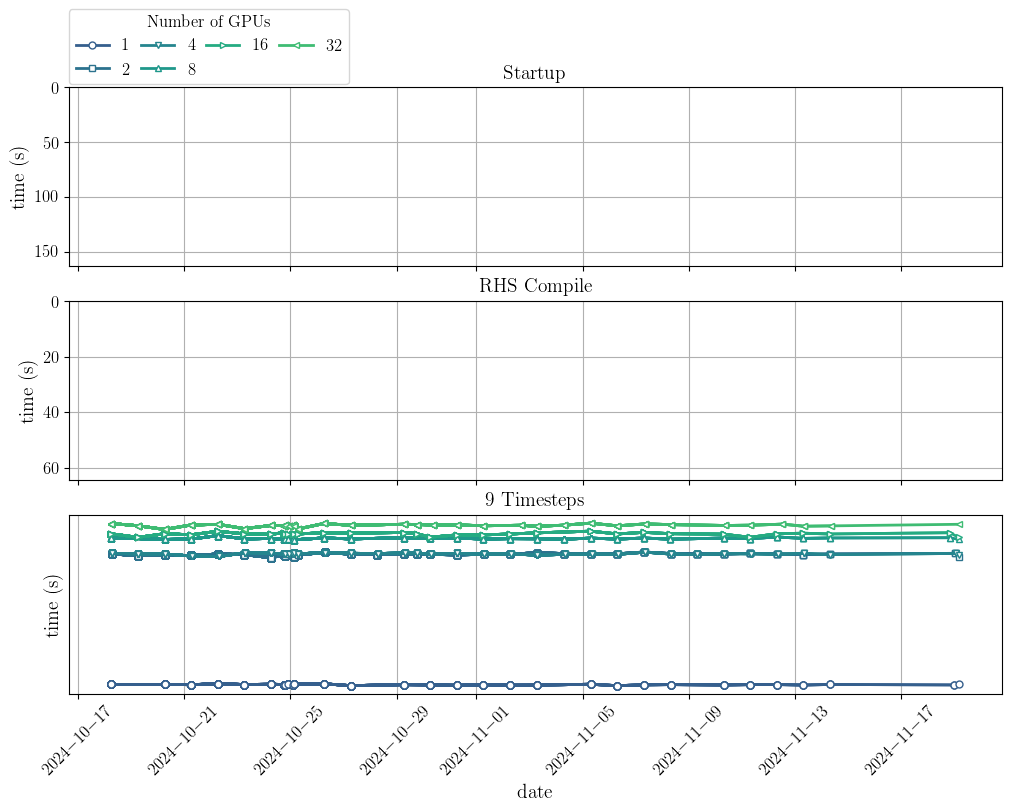 Number of GPUs
1 4 16 32
2 8
Startup
0
50
100
150
time (s)
RHS Compile
0
20
40
60
time (s)
9 Timesteps
time (s)
2024−10−17 2024−10−21 2024−10−25 2024−10−29 2024−11−01 2024−11−05 2024−11−09 2024−11−13 2024−11−17
date